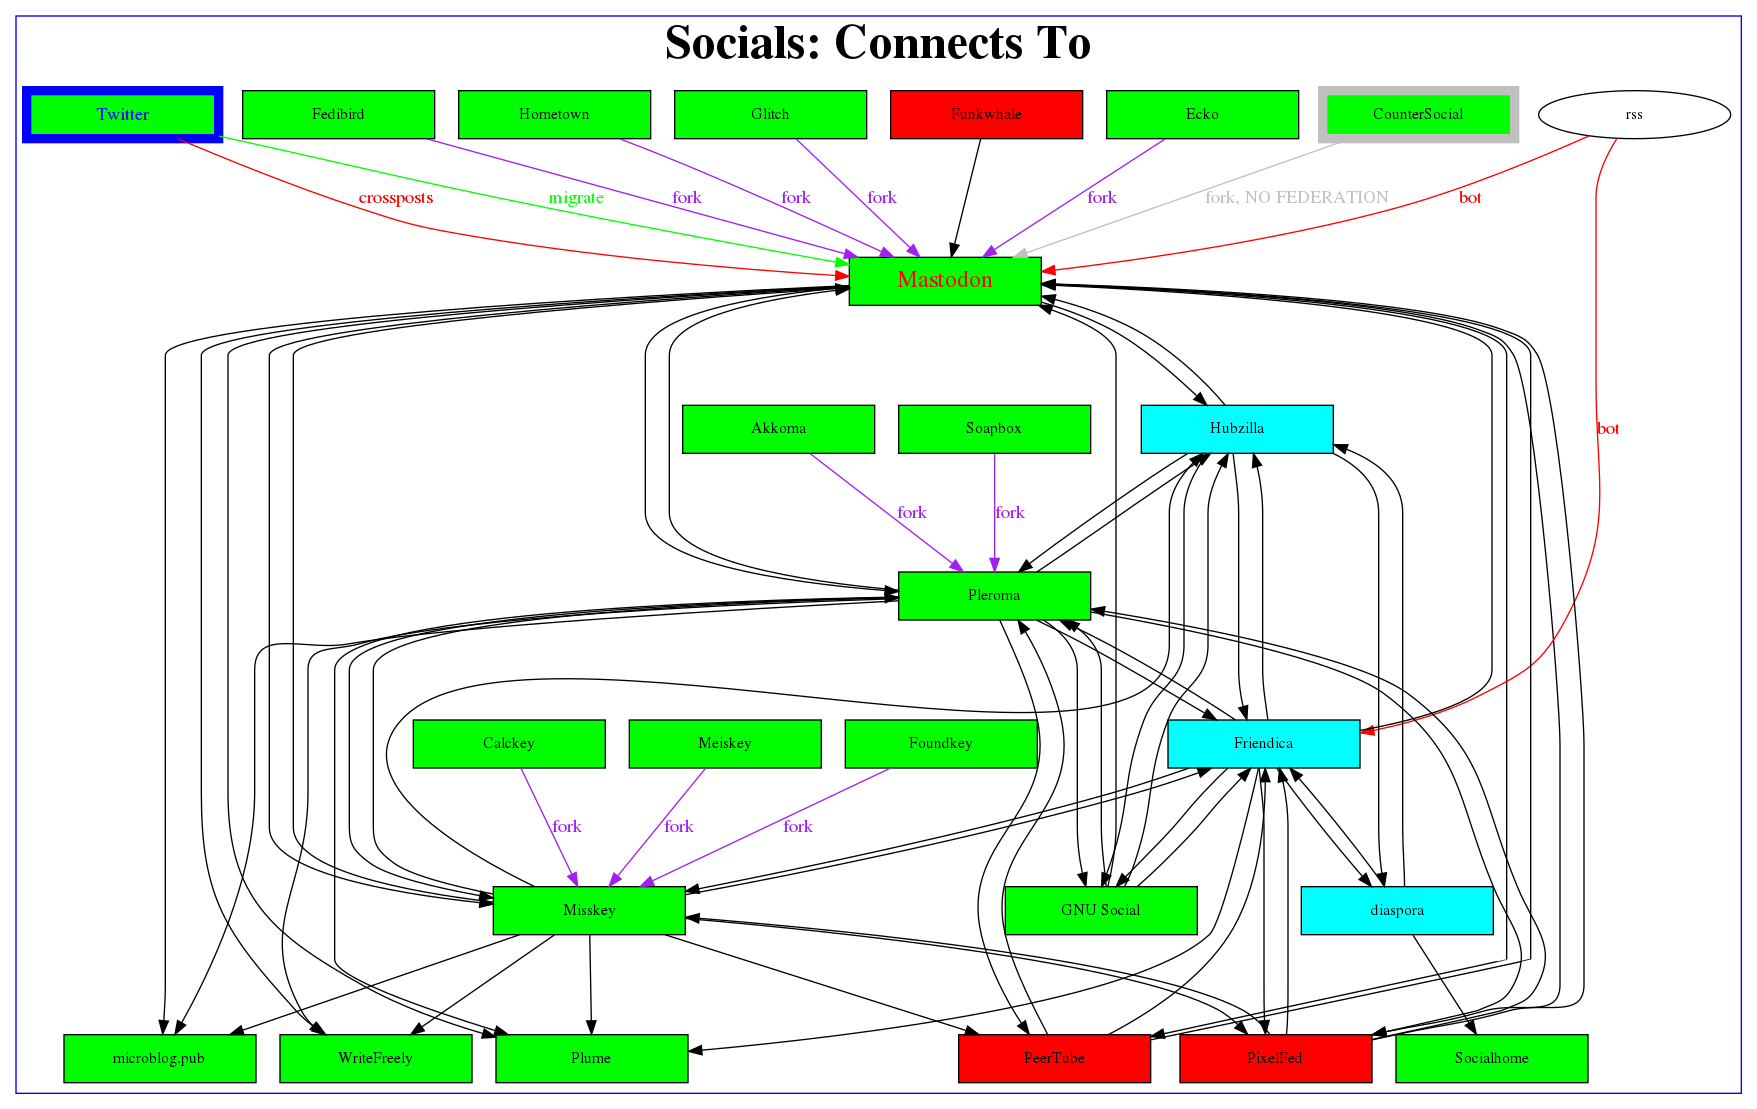 Socials: Connects To
Twitter
Fedibird
Hometown
Glitch
Funkwhale
Ecko
CounterSocial
rss
crossposts
migrate
fork
fork
fork
fork
fork, NO FEDERATION
bot
Mastodon
Akkoma
Soapbox
Hubzilla
bot
fork
fork
Pleroma
Calckey
Meiskey
Foundkey
Friendica
fork
fork
fork
Misskey
GNU Social
diaspora
microblog.pub
WriteFreely
Plume
PeerTube
PixelFed
Socialhome